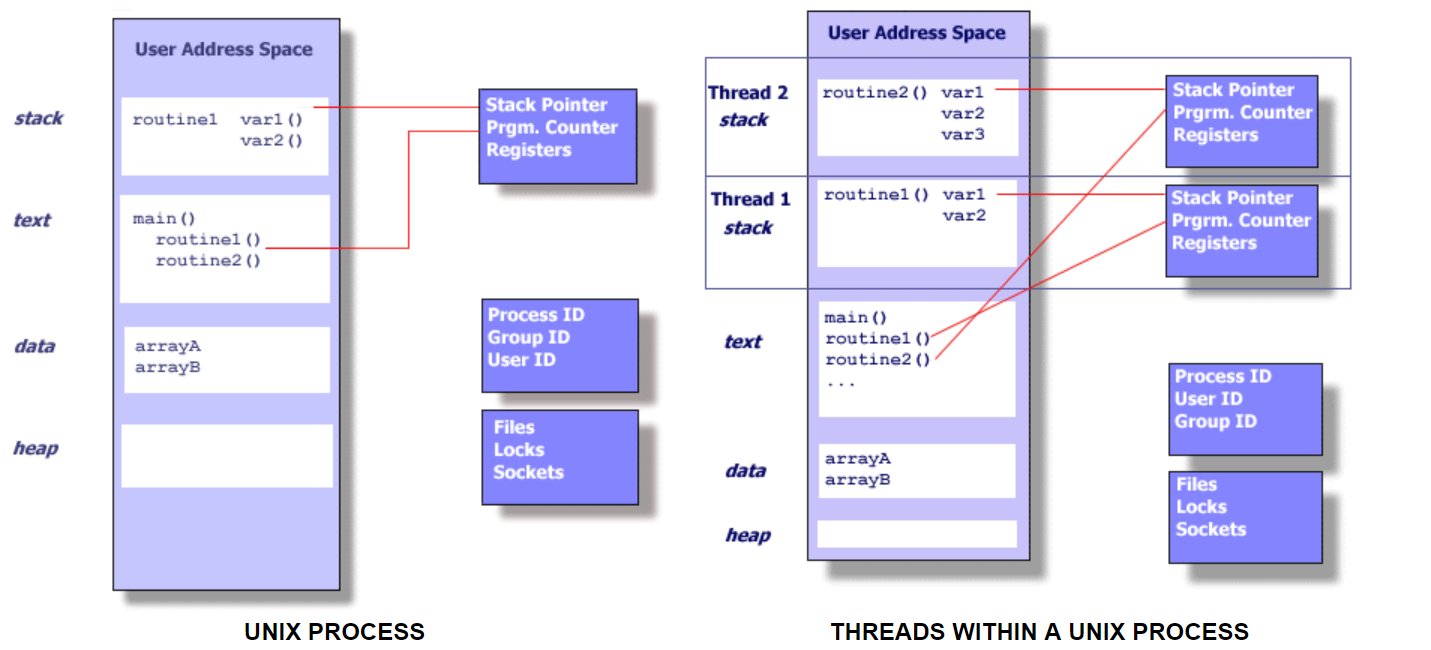 User Address Space
stack
routine1 var1()
var2()
Stack Pointer
Prgm. Counter
Registers
text
main()
routine1()
routine2()
data
arrayA
arrayB
heap
Process ID
Group ID
User ID
Files
Locks
Sockets
UNIX PROCESS
User Address Space
Thread 2
stack
routine2() var1
var2
var3
Stack Pointer
Prgrm. Counter
Registers
Thread 1
stack
routine1() var1
var2
Stack Pointer
Prgrm. Counter
Registers
text
main()
routine1()
routine2()
...
data
arrayA
arrayB
heap
Process ID
User ID
Group ID
Files
Locks
Sockets
THREADS WITHIN A UNIX PROCESS